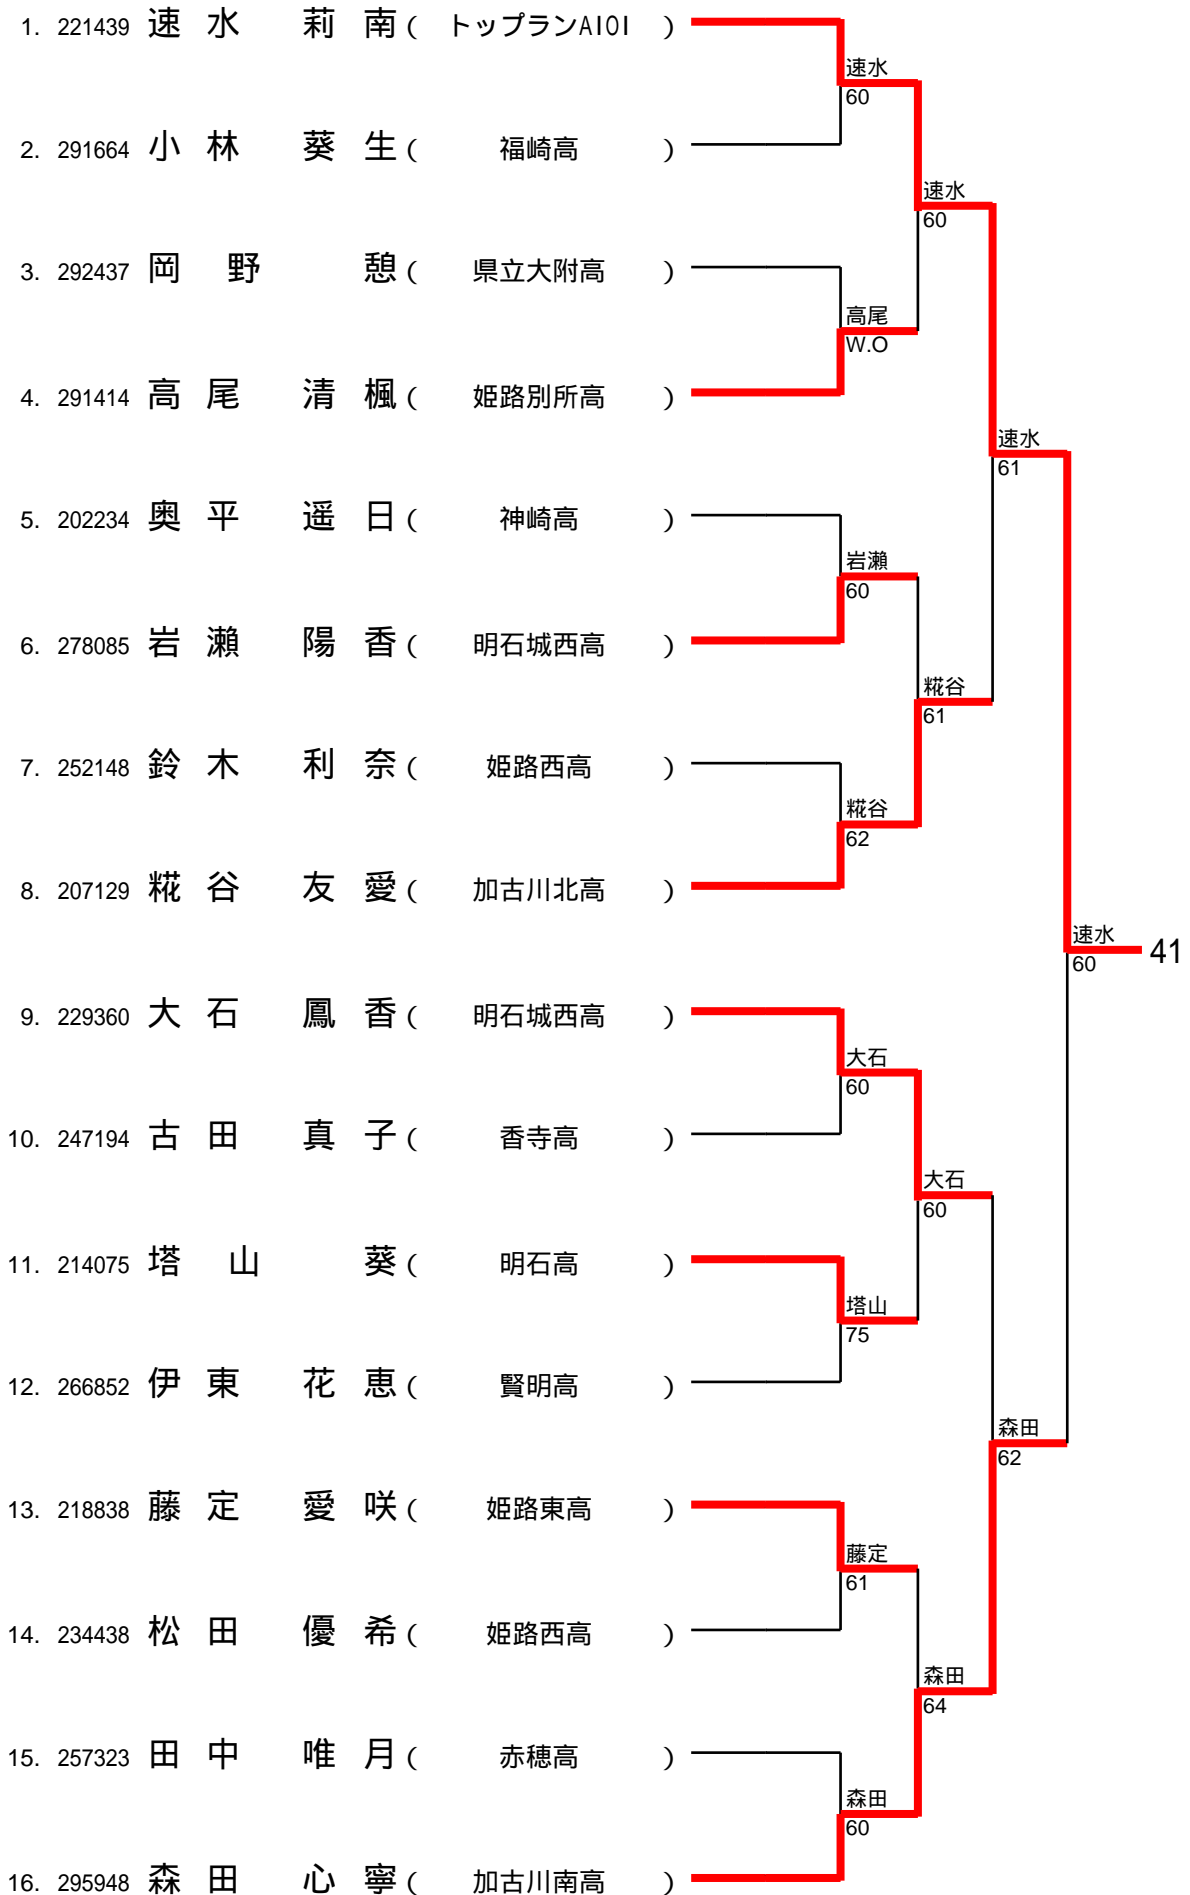 1. 221439 速水 莉南 ( トップランAIOI )
速水
60
2. 291664 小林 葵生 ( 福崎高 )
速水
60
3. 292437 岡野 憩 ( 県立大附高 )
高尾
W.O
4. 291414 高尾 清楓 ( 姫路別所高 )
速水
61
5. 202234 奥平 遥日 ( 神崎高 )
岩瀬
60
6. 278085 岩瀬 陽香 ( 明石城西高 )
糀谷
61
7. 252148 鈴木 利奈 ( 姫路西高 )
糀谷
62
8. 207129 糀谷 友愛 ( 加古川北高 )
速水
60
41
9. 229360 大石 鳳香 ( 明石城西高 )
大石
60
10. 247194 古田 真子 ( 香寺高 )
大石
60
11. 214075 塔山 葵 ( 明石高 )
塔山
75
12. 266852 伊東 花恵 ( 賢明高 )
森田
62
13. 218838 藤定 愛咲 ( 姫路東高 )
藤定
61
14. 234438 松田 優希 ( 姫路西高 )
森田
64
15. 257323 田中 唯月 ( 赤穂高 )
森田
60
16. 295948 森田 心寧 ( 加古川南高 )